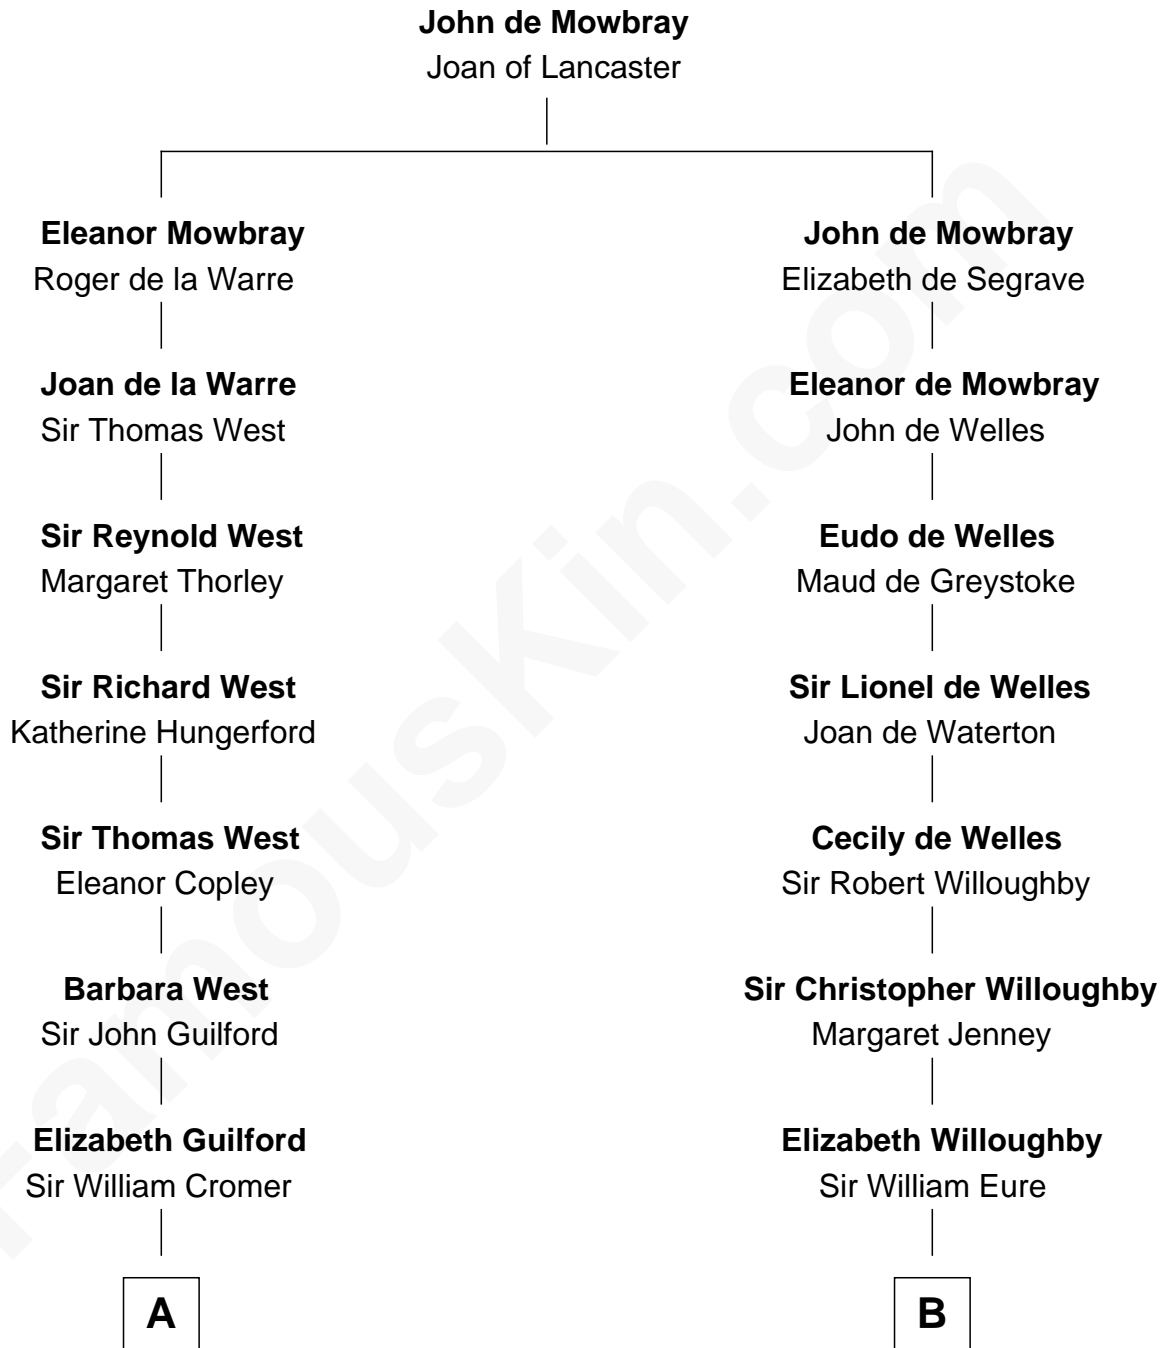 John de Mowbray
Joan of Lancaster
Eleanor Mowbray
Roger de la Warre
John de Mowbray
Elizabeth de Segrave
Joan de la Warre
Sir Thomas West
Eleanor de Mowbray
John de Welles
Sir Reynold West
Margaret Thorley
Eudo de Welles
Maud de Greystoke
Sir Richard West
Katherine Hungerford
Sir Lionel de Welles
Joan de Waterton
Sir Thomas West
Eleanor Copley
Cecily de Welles
Sir Robert Willoughby
Barbara West
Sir John Guilford
Sir Christopher Willoughby
Margaret Jenney
Elizabeth Guilford
Sir William Cromer
Elizabeth Willoughby
Sir William Eure
A
B
FamousKin.com